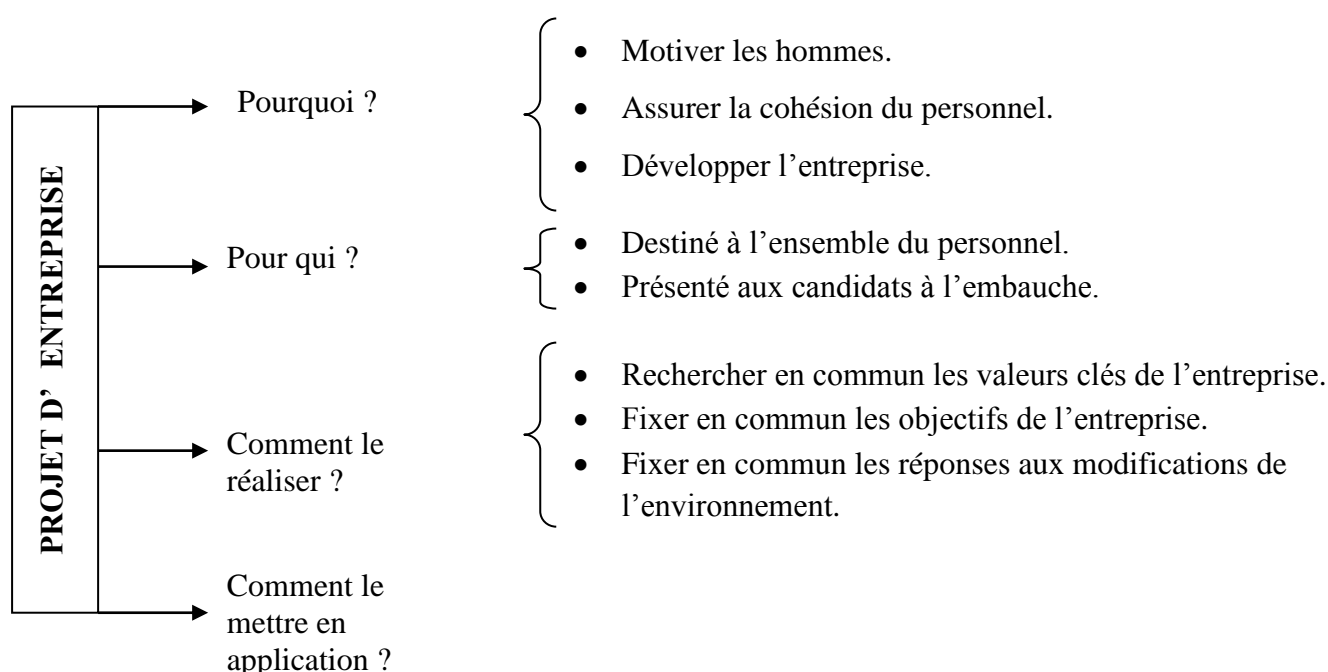 PROJET D’ ENTREPRISE
Pourquoi ?
• Motiver les hommes.
• Assurer la cohésion du personnel.
• Développer l’entreprise.
Pour qui ?
• Destiné à l’ensemble du personnel.
• Présenté aux candidats à l’embauche.
Comment le
réaliser ?
• Rechercher en commun les valeurs clés de l’entreprise.
• Fixer en commun les objectifs de l’entreprise.
• Fixer en commun les réponses aux modifications de
l’environnement.
Comment le
mettre en
application ?